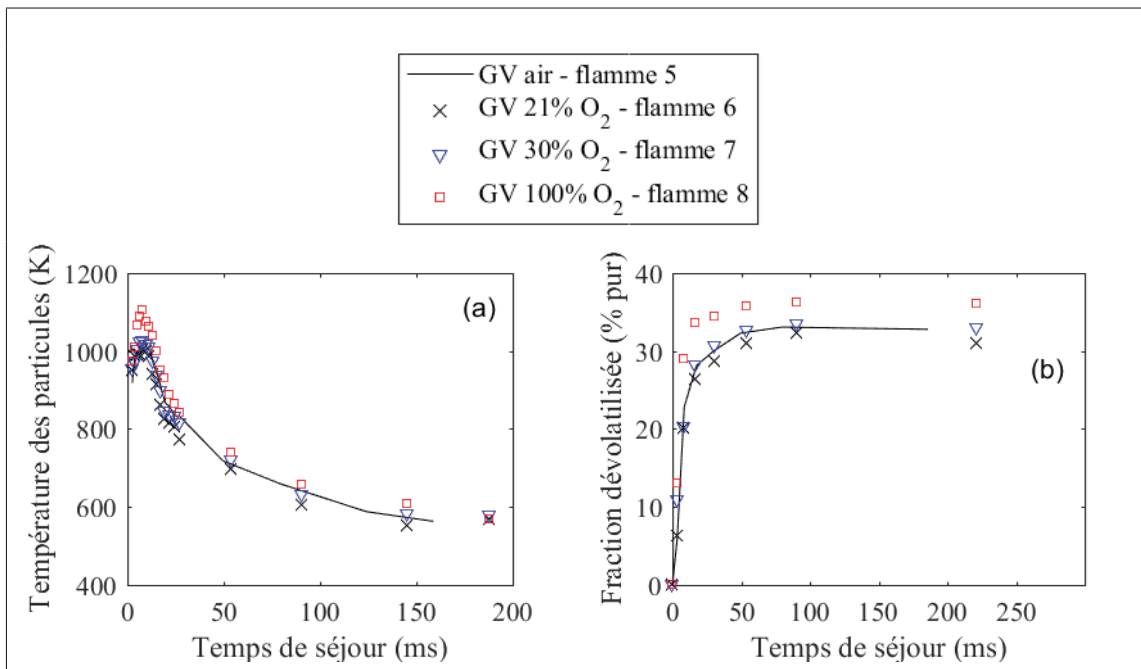 GV air - flamme 5
GV 21% O2 - flamme 6
GV 30% O2 - flamme 7
GV 100% O2 - flamme 8
Température des particules (K)
1200
1000
800
600
400
(a)
0 50 100 150 200
Temps de séjour (ms)
Fraction dévolatilisée (% pur)
40
30
20
10
0
(b)
0 50 100 150 200 250
Temps de séjour (ms)